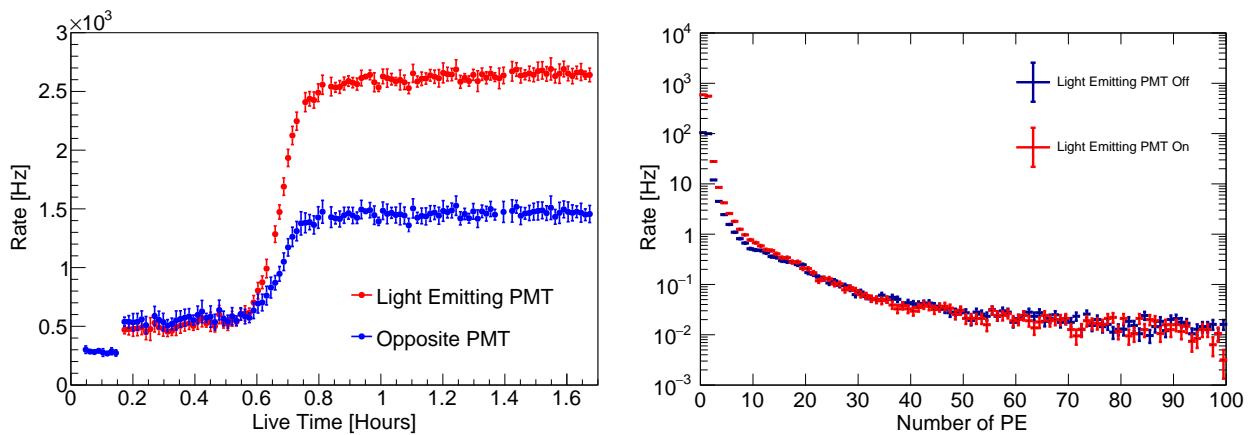 ×10³
3
2.5
2
1.5
1
0.5
0
Rate [Hz]
Light Emitting PMT
Opposite PMT
0 0.2 0.4 0.6 0.8 1 1.2 1.4 1.6
Live Time [Hours]
10⁴
10³
10²
10
1
10⁻¹
10⁻²
10⁻³
Rate [Hz]
Light Emitting PMT Off
Light Emitting PMT On
0 10 20 30 40 50 60 70 80 90 100
Number of PE